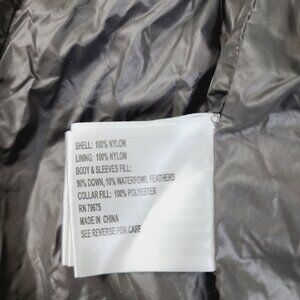 SHELL: 100% NYLON
LINING: 100% NYLON
BODY & SLEEVES FILL:
90% DOWN, 10% WATERFOWL FEATHERS
COLLAR FILL: 100% POLYESTER
RN 79675
MADE IN CHINA
SEE REVERSE FOR CARE